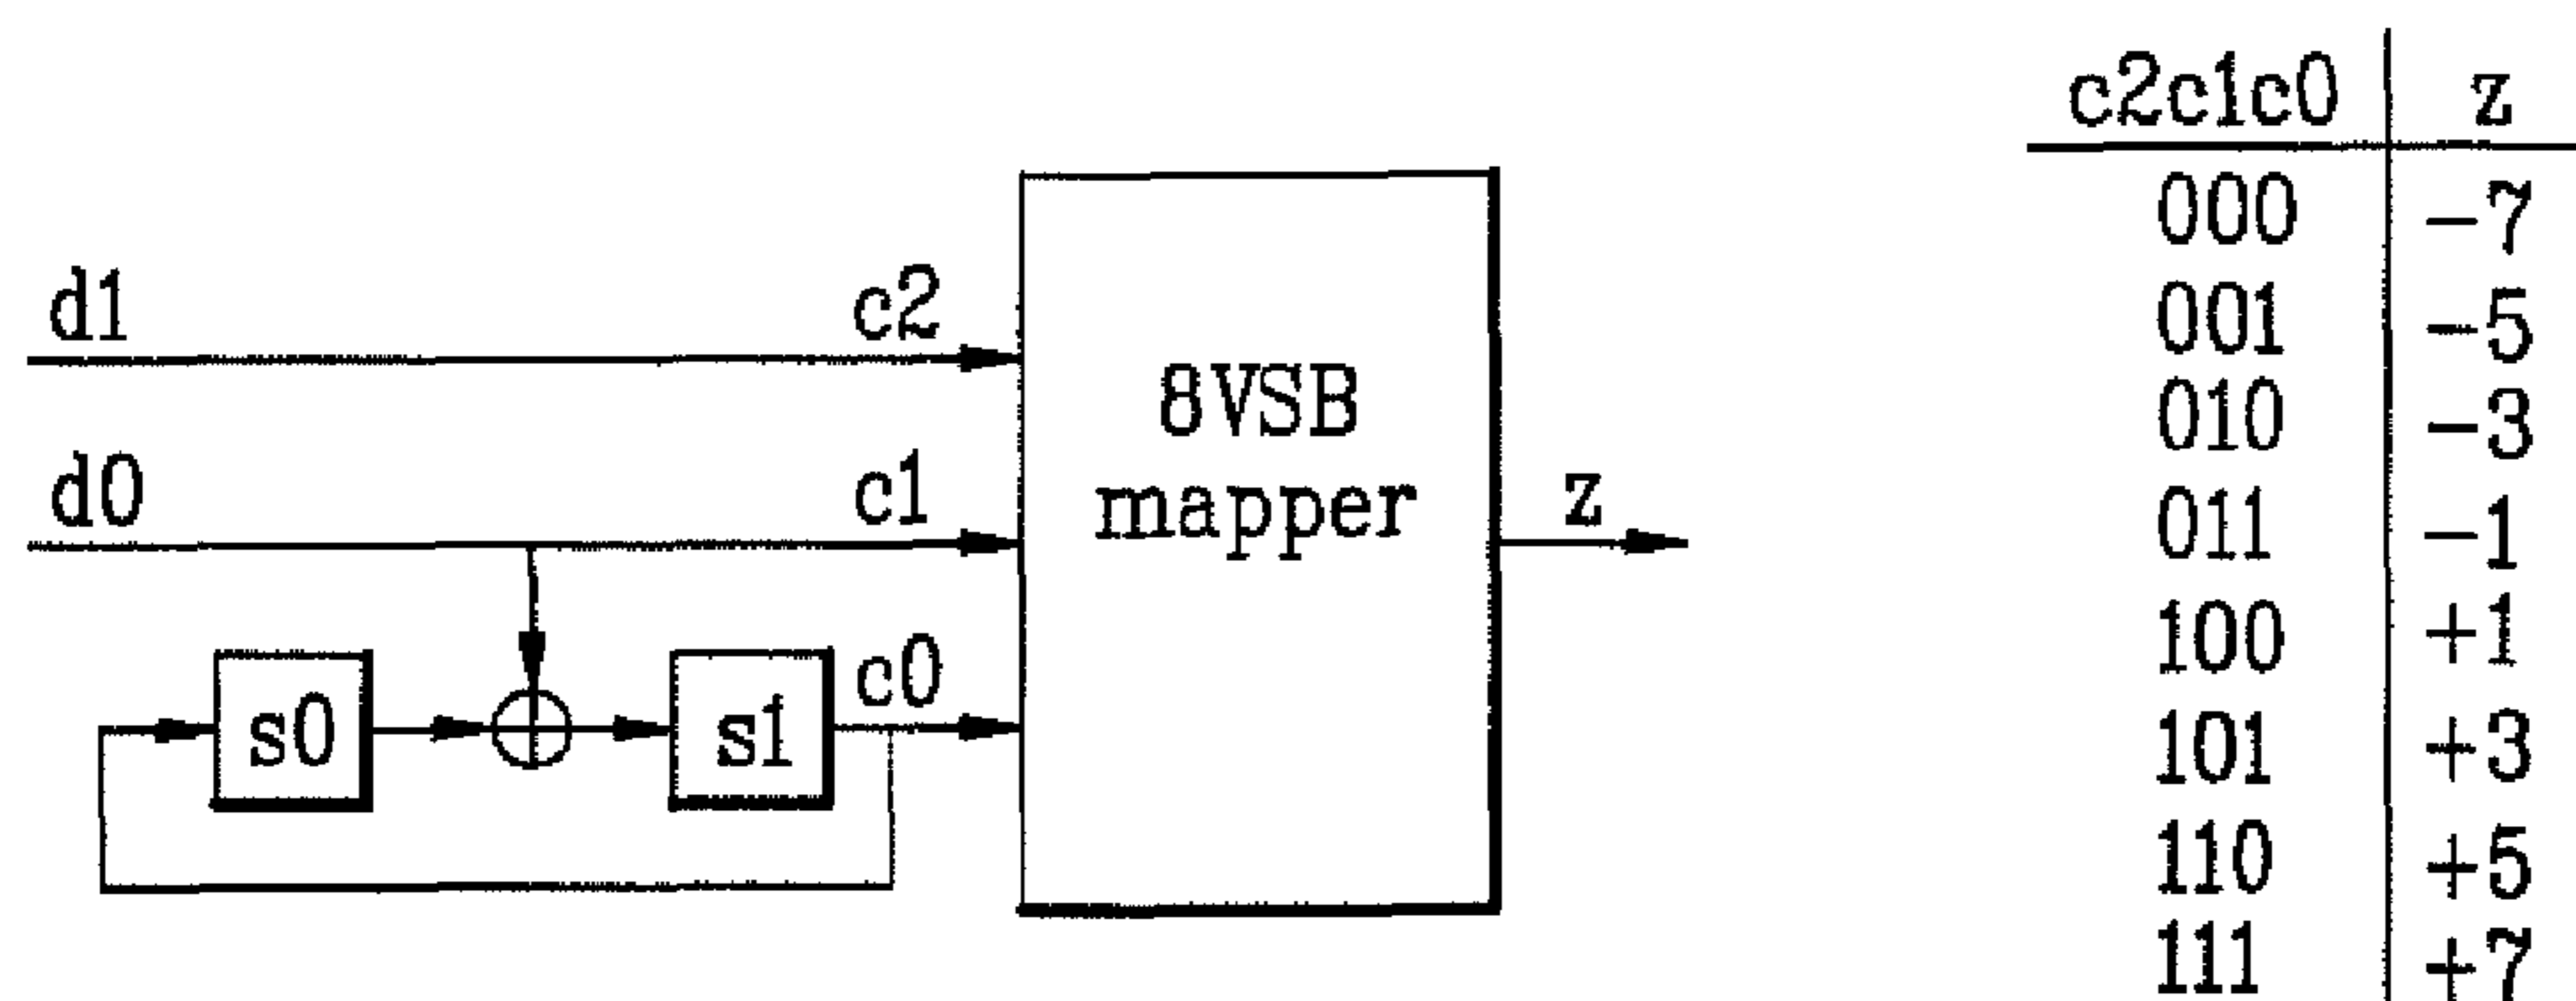 d1
c2
d0
c1
s0
s1
c0
8VSB
mapper
z
c2c1c0 z
000 -7
001 -5
010 -3
011 -1
100 +1
101 +3
110 +5
111 +7